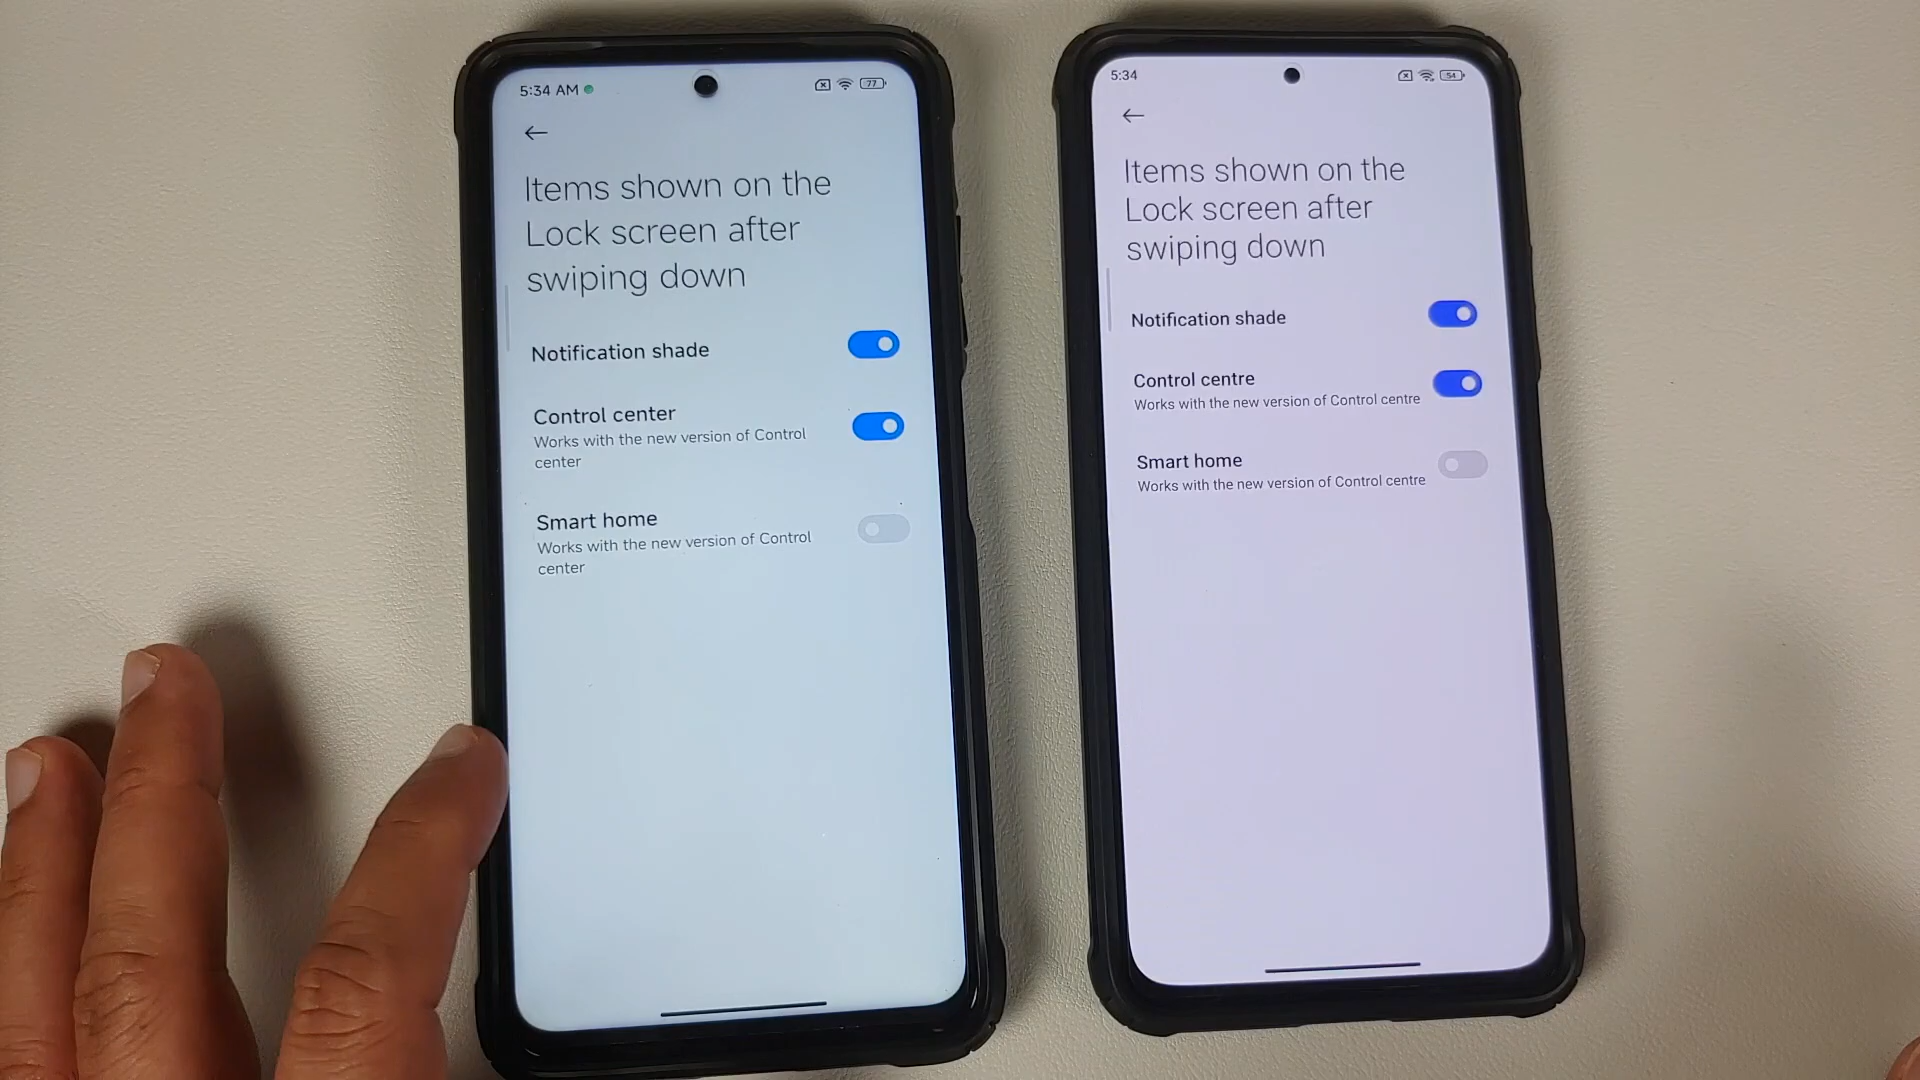 5:34 AM
77
Items shown on the
Lock screen after
swiping down
Notification shade
Control center
Works with the new version of Control
center
Smart home
Works with the new version of Control
center
5:34
54
Items shown on the
Lock screen after
swiping down
Notification shade
Control centre
Works with the new version of Control centre
Smart home
Works with the new version of Control centre